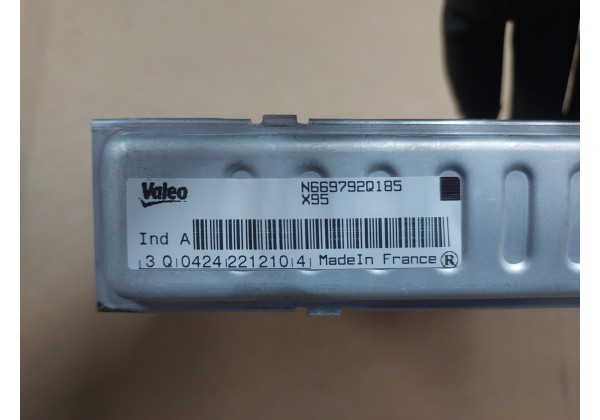 Valeo
N669792Q185
X95
Ind A
3 Q 0424 221210 4 MadeIn France ®